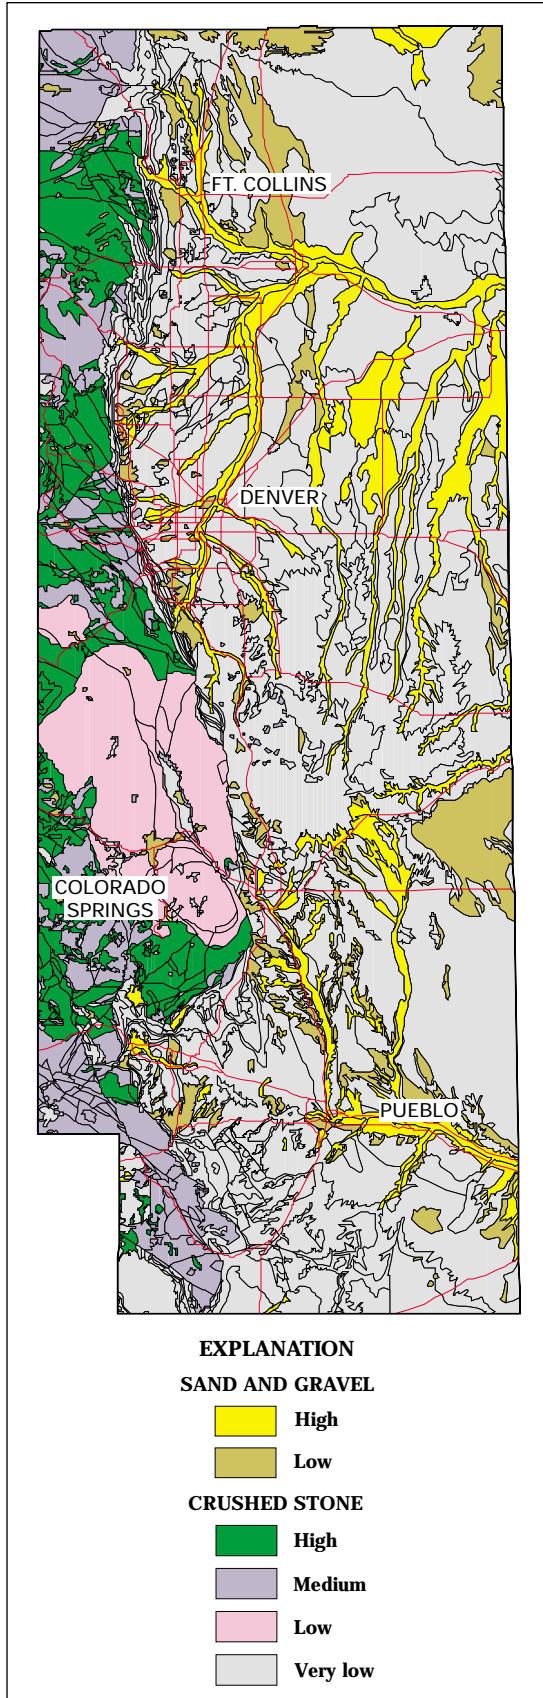 FT. COLLINS
DENVER
COLORADO
SPRINGS
PUEBLO
EXPLANATION
SAND AND GRAVEL
High
Low
CRUSHED STONE
High
Medium
Low
Very low